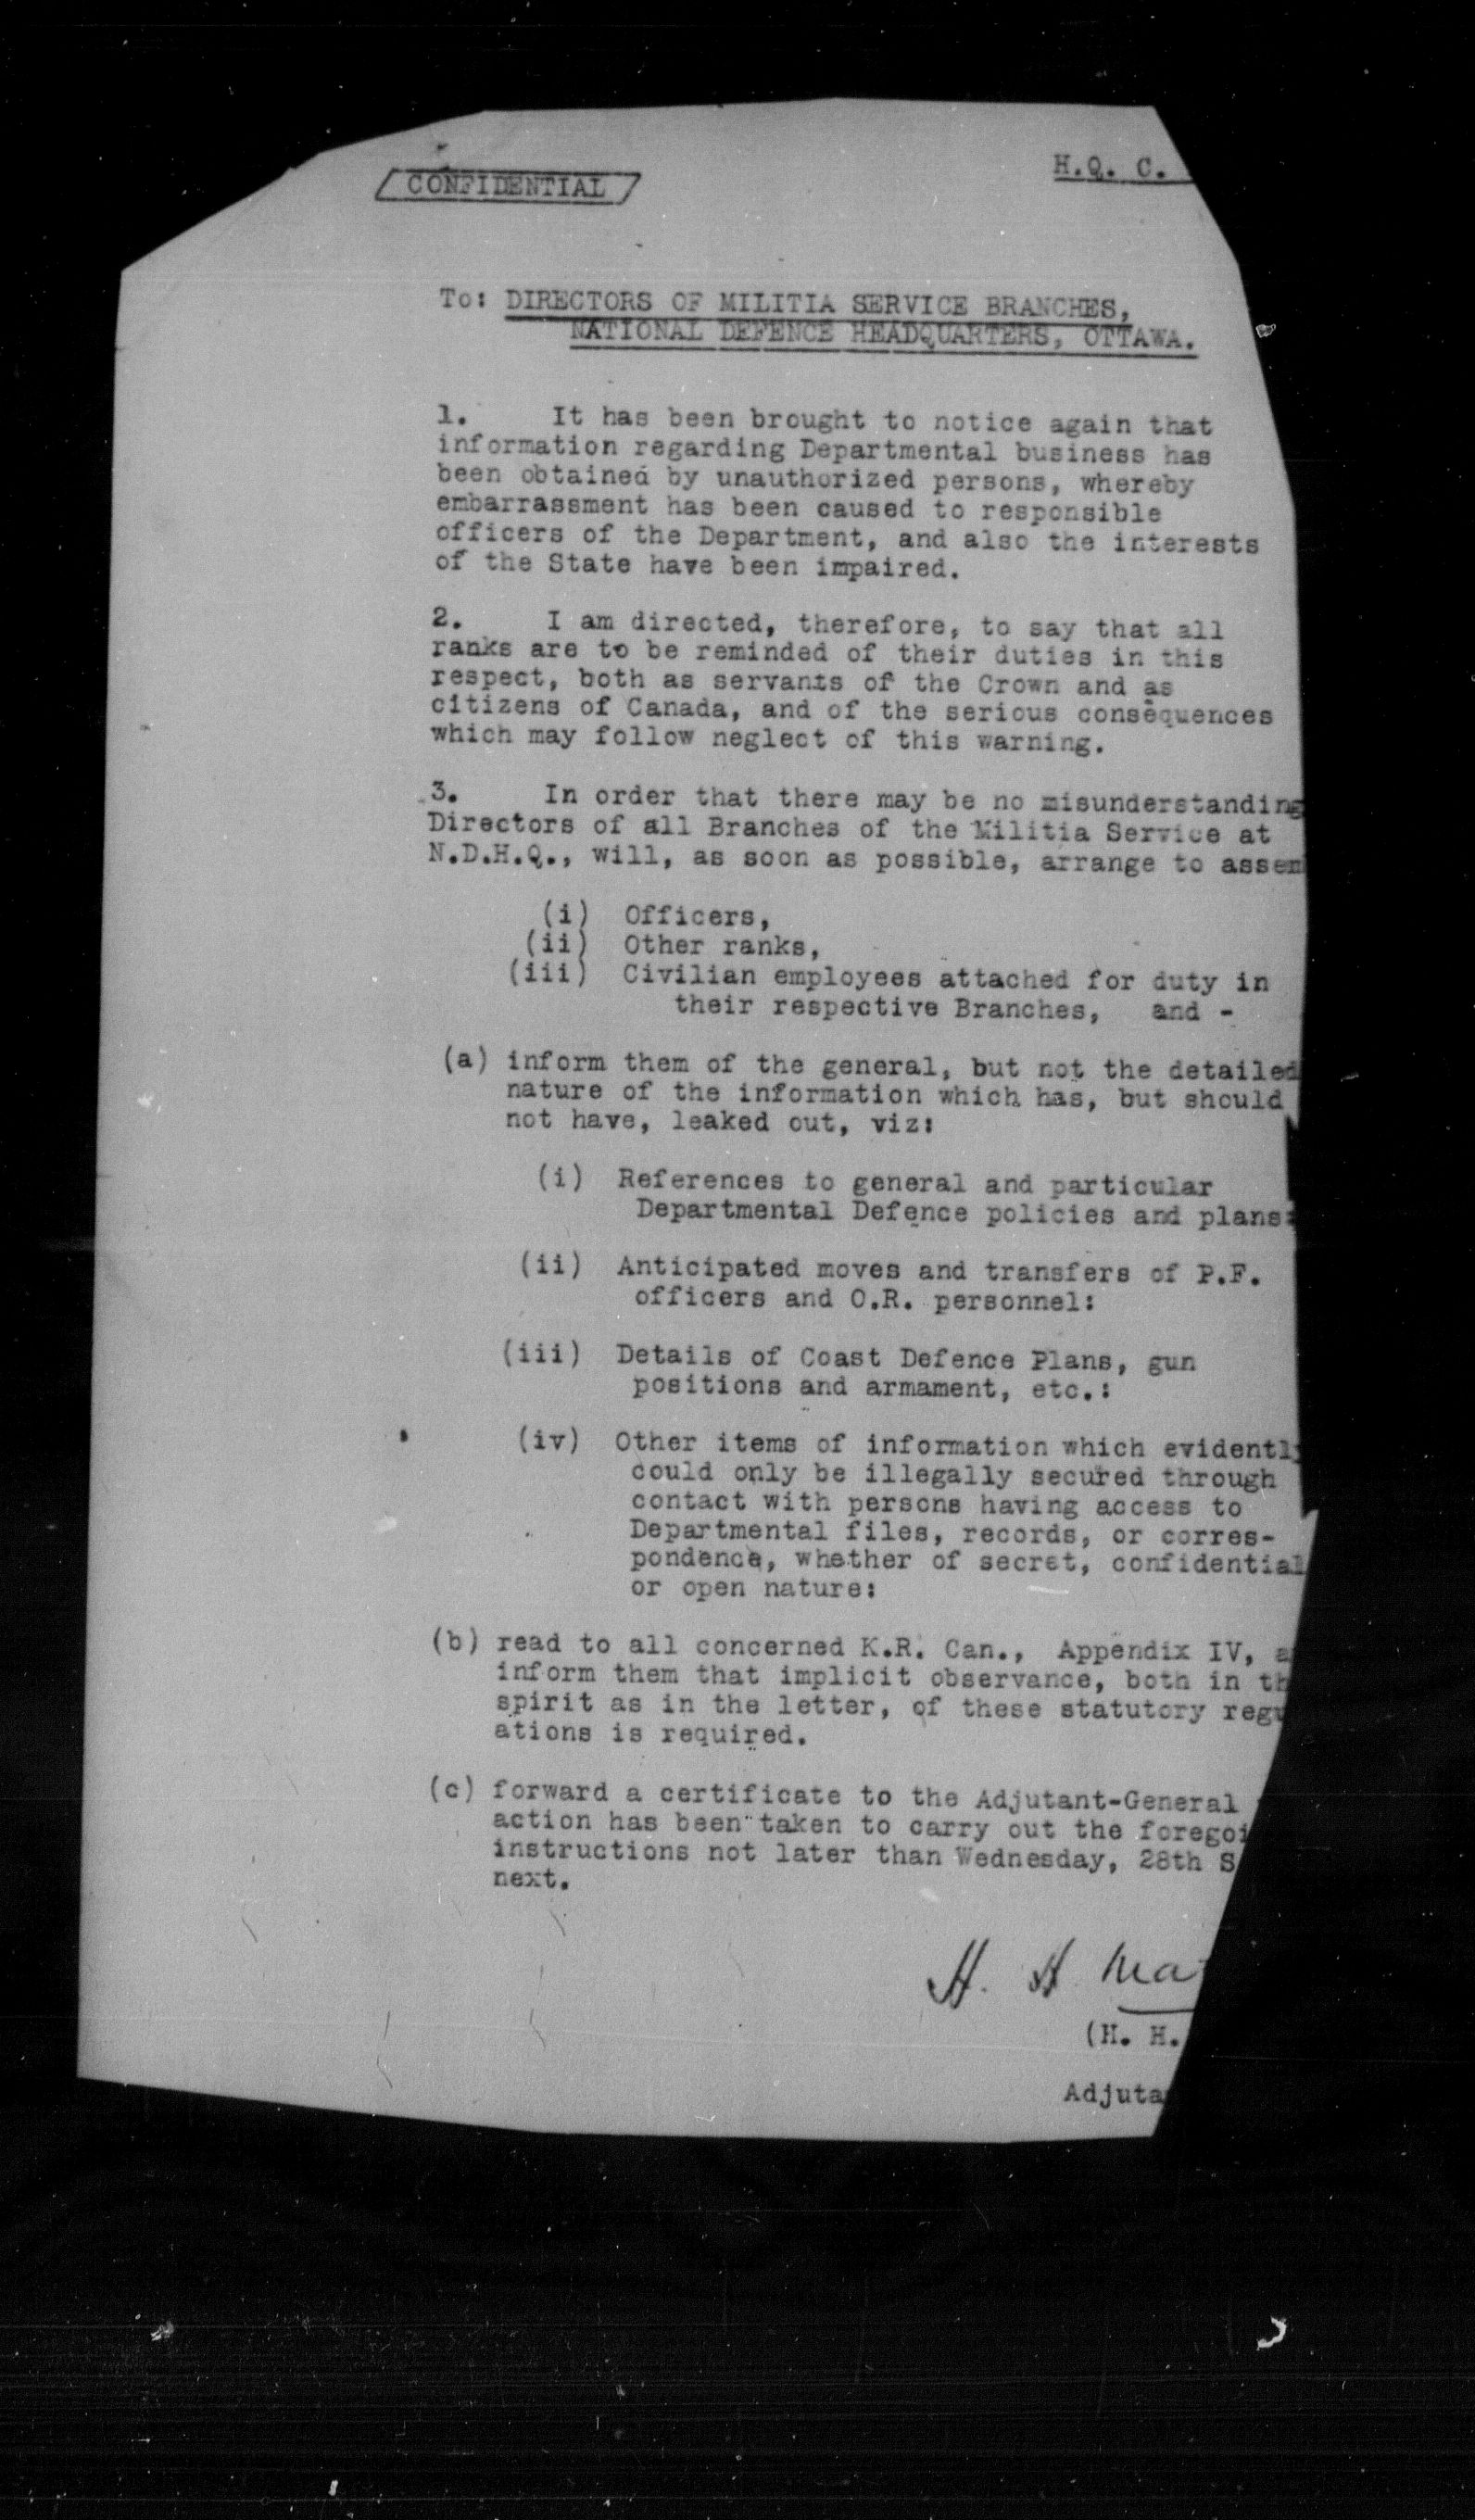 CONFIDENTIAL
H.Q. C.
To: DIRECTORS OF MILITIA SERVICE BRANCHES,
NATIONAL DEFENCE HEADQUARTERS, OTTAWA.
1. It has been brought to notice again that
information regarding Departmental business has
been obtained by unauthorized persons, whereby
embarrassment has been caused to responsible
officers of the Department, and also the interests
of the State have been impaired.
2. I am directed, therefore, to say that all
ranks are to be reminded of their duties in this
respect, both as servants of the Crown and as
citizens of Canada, and of the serious consequences
which may follow neglect of this warning.
3. In order that there may be no misunderstanding
Directors of all Branches of the Militia Service at
N.D.H.Q., will, as soon as possible, arrange to assem
(i) Officers,
(ii) Other ranks,
(iii) Civilian employees attached for duty in
their respective Branches, and -
(a) inform them of the general, but not the detailed
nature of the information which has, but should
not have, leaked out, viz:
(i) References to general and particular
Departmental Defence policies and plans:
(ii) Anticipated moves and transfers of P.F.
officers and O.R. personnel:
(iii) Details of Coast Defence Plans, gun
positions and armament, etc.:
(iv) Other items of information which evidently
could only be illegally secured through
contact with persons having access to
Departmental files, records, or corres-
pondence, whether of secret, confidential
or open nature:
(b) read to all concerned K.R. Can., Appendix IV, a
inform them that implicit observance, both in th
spirit as in the letter, of these statutory regu
ations is required.
(c) forward a certificate to the Adjutant-General
action has been taken to carry out the foregoi
instructions not later than Wednesday, 28th S
next.
H. H. Mat
(H. H.
Adjuta